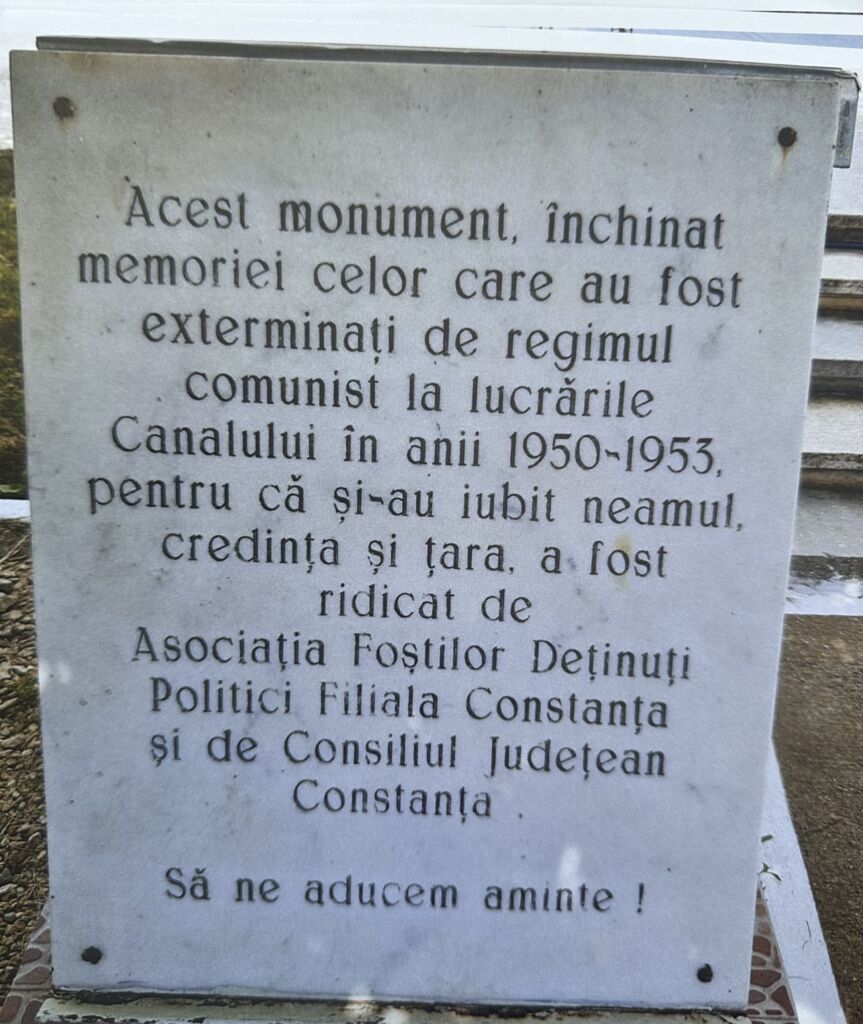 Acest monument, închinat
memoriei celor care au fost
exterminați de regimul
comunist la lucrările
Canalului în anii 1950-1953,
pentru că și-au iubit neamul,
credința și țara, a fost
ridicat de
Asociația Foștilor Deținuți
Politici Filiala Constanța
și de Consiliul Județean
Constanța .
Să ne aducem aminte !